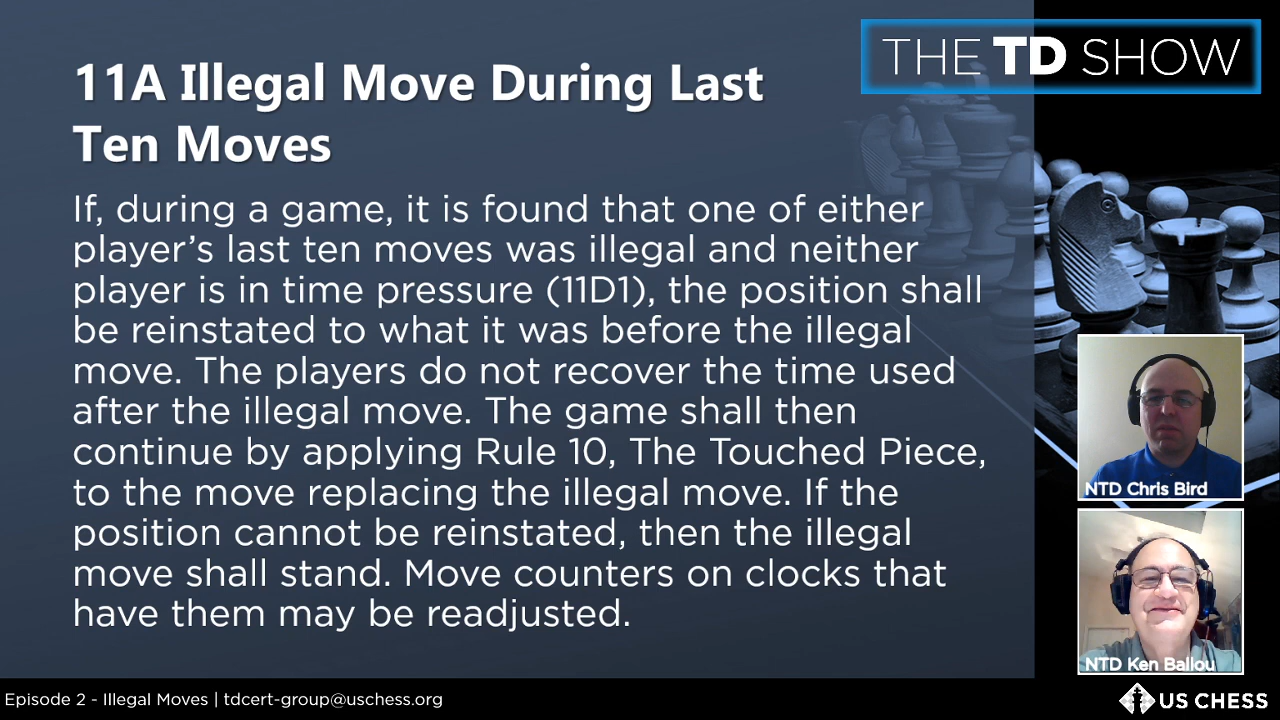 THE TD SHOW
11A Illegal Move During Last
Ten Moves
If, during a game, it is found that one of either
player's last ten moves was illegal and neither
player is in time pressure (11D1), the position shall
be reinstated to what it was before the illegal
move. The players do not recover the time used
after the illegal move. The game shall then
continue by applying Rule 10, The Touched Piece,
to the move replacing the illegal move. If the
position cannot be reinstated, then the illegal
move shall stand. Move counters on clocks that
have them may be readjusted.
NTD Chris Bird
NTD Ken Ballou
Episode 2 - Illegal Moves | tdcert-group@uschess.org
US CHESS